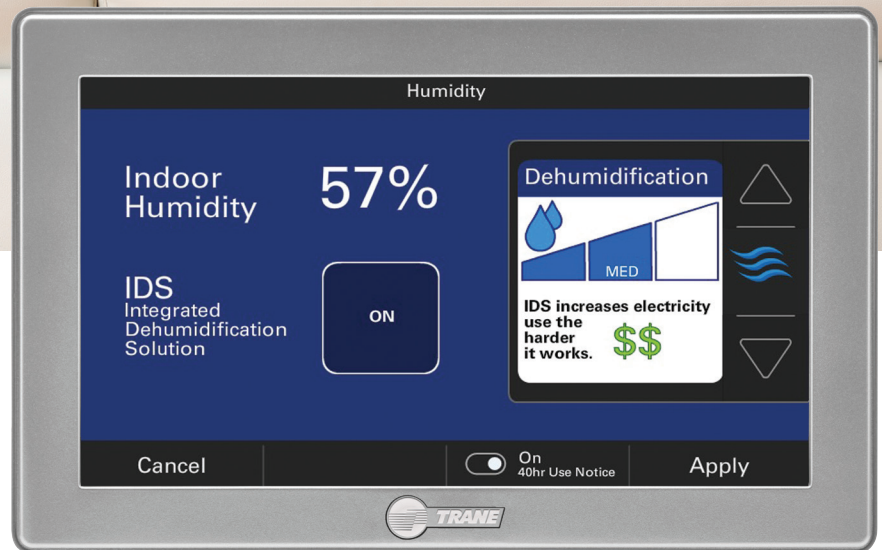 Humidity
Indoor
Humidity
57%
IDS
Integrated
Dehumidification
Solution
ON
Dehumidification
MED
IDS increases electricity
use the
harder
it works.
$$
Cancel
On
40hr Use Notice
Apply
TRANE